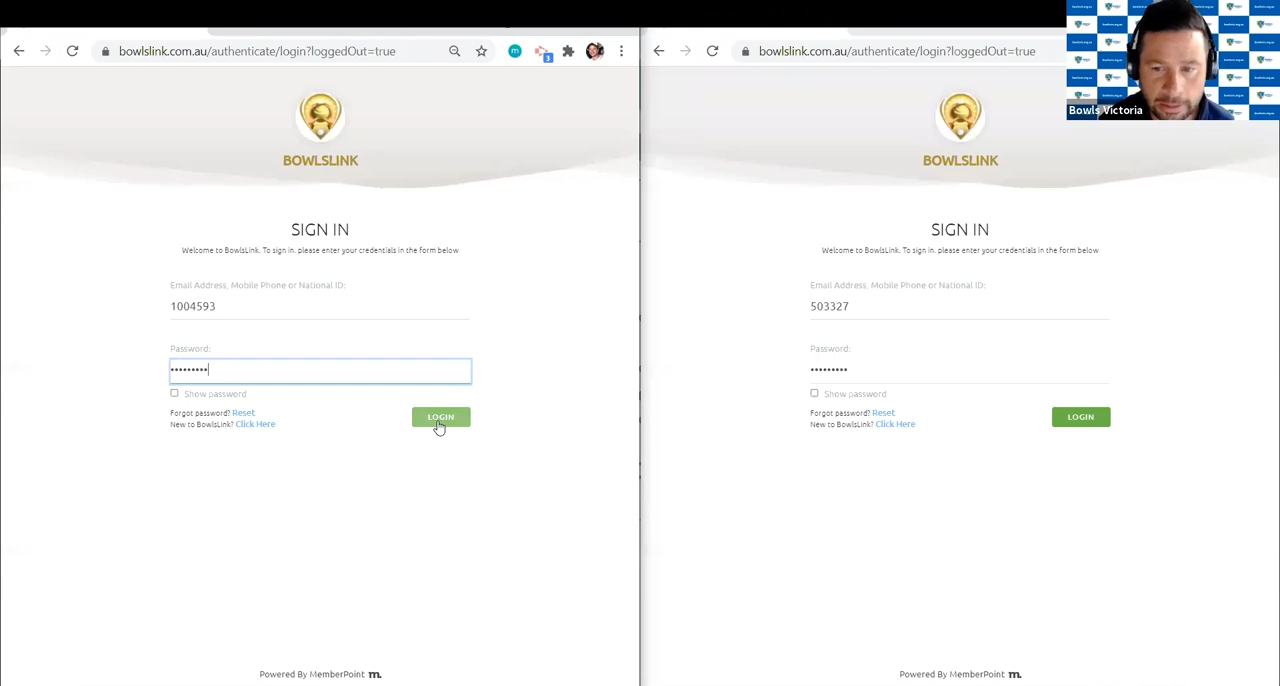 bowlslink.com.au/authenticate/login?loggedOut=true
m
3
BOWLSLINK
SIGN IN
Welcome to BowlsLink. To sign in, please enter your credentials in the form below
Email Address, Mobile Phone or National ID:
1004593
Password:
•••••••••
Show password
Forgot password? Reset
New to BowlsLink? Click Here
LOGIN
Powered By MemberPoint m.
bowlslink.com.au/authenticate/login?loggedOut=true
Bowls Victoria
BOWLSLINK
SIGN IN
Welcome to BowlsLink. To sign in, please enter your credentials in the form below
Email Address, Mobile Phone or National ID:
503327
Password:
•••••••••
Show password
Forgot password? Reset
New to BowlsLink? Click Here
LOGIN
Powered By MemberPoint m.